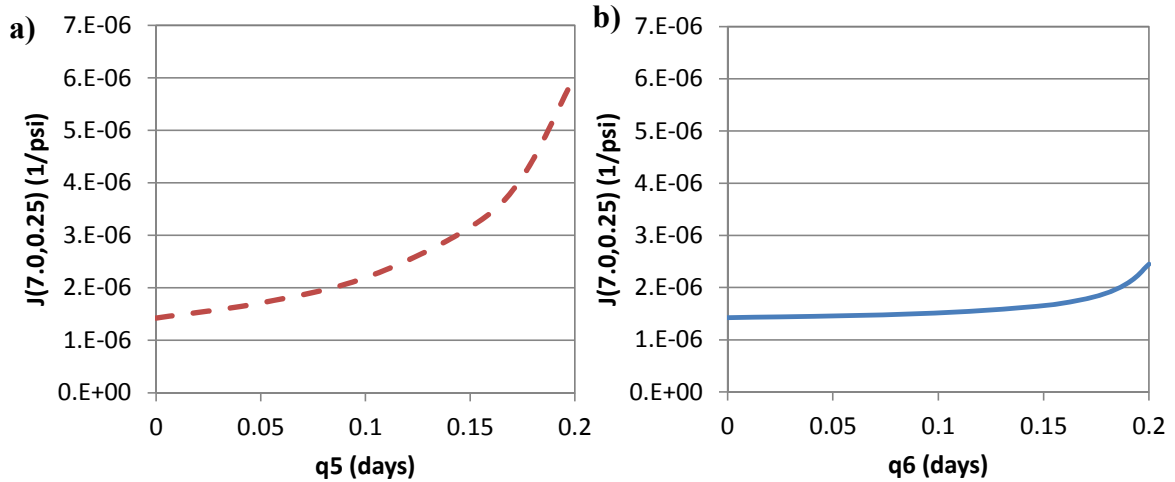 a)
J(7.0,0.25) (1/psi)
7.E-06
6.E-06
5.E-06
4.E-06
3.E-06
2.E-06
1.E-06
0.E+00
0 0.05 0.1 0.15 0.2
q5 (days)
b)
J(7.0,0.25) (1/psi)
7.E-06
6.E-06
5.E-06
4.E-06
3.E-06
2.E-06
1.E-06
0.E+00
0 0.05 0.1 0.15 0.2
q6 (days)